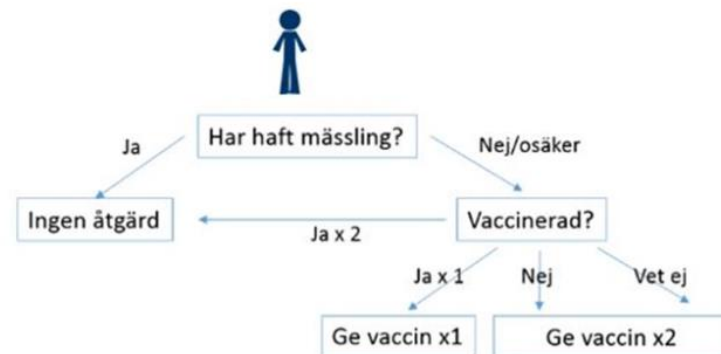 Har haft mässling?
Ja
Nej/osäker
Ingen åtgärd
Vaccinerad?
Ja x 2
Ja x 1
Nej
Vet ej
Ge vaccin x1
Ge vaccin x2